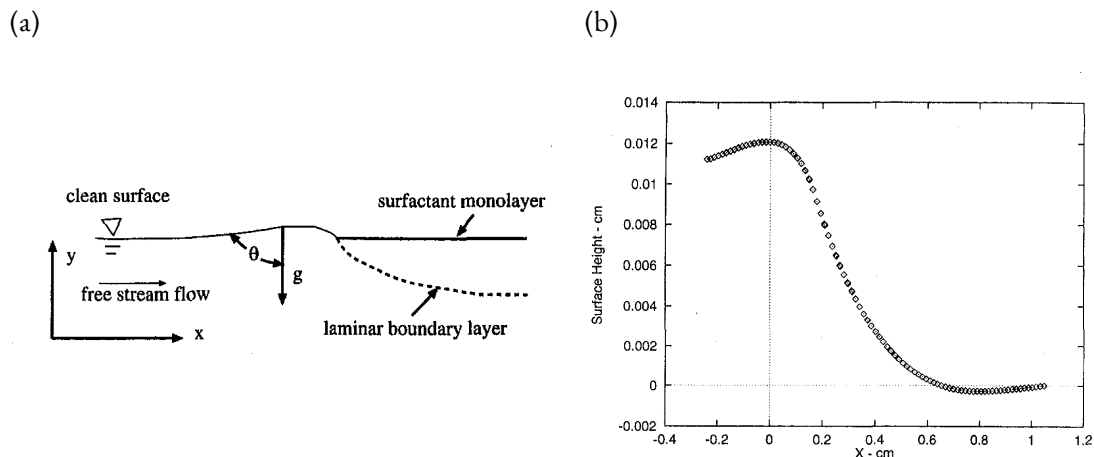 (a)
clean surface
surfactant monolayer
y
θ
g
free stream flow
x
laminar boundary layer
(b)
0.014
0.012
0.01
0.008
0.006
0.004
0.002
0
-0.002
Surface Height - cm
-0.4
-0.2
0
0.2
0.4
0.6
0.8
1
1.2
X - cm